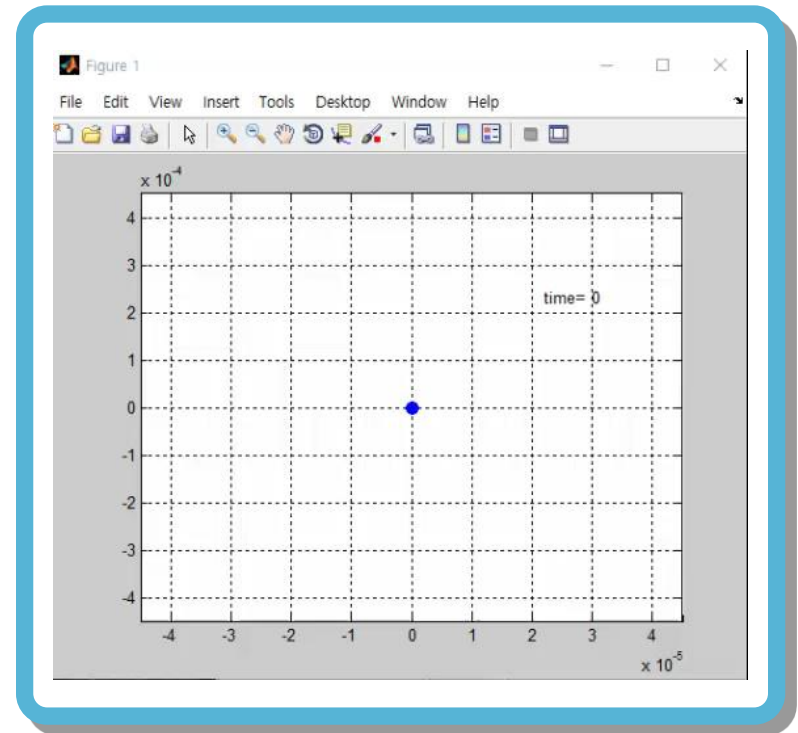 Figure 1
File Edit View Insert Tools Desktop Window Help
x 10^-4
4
3
time= 0
2
1
0
-1
-2
-3
-4
-4 -3 -2 -1 0 1 2 3 4
x 10^-5